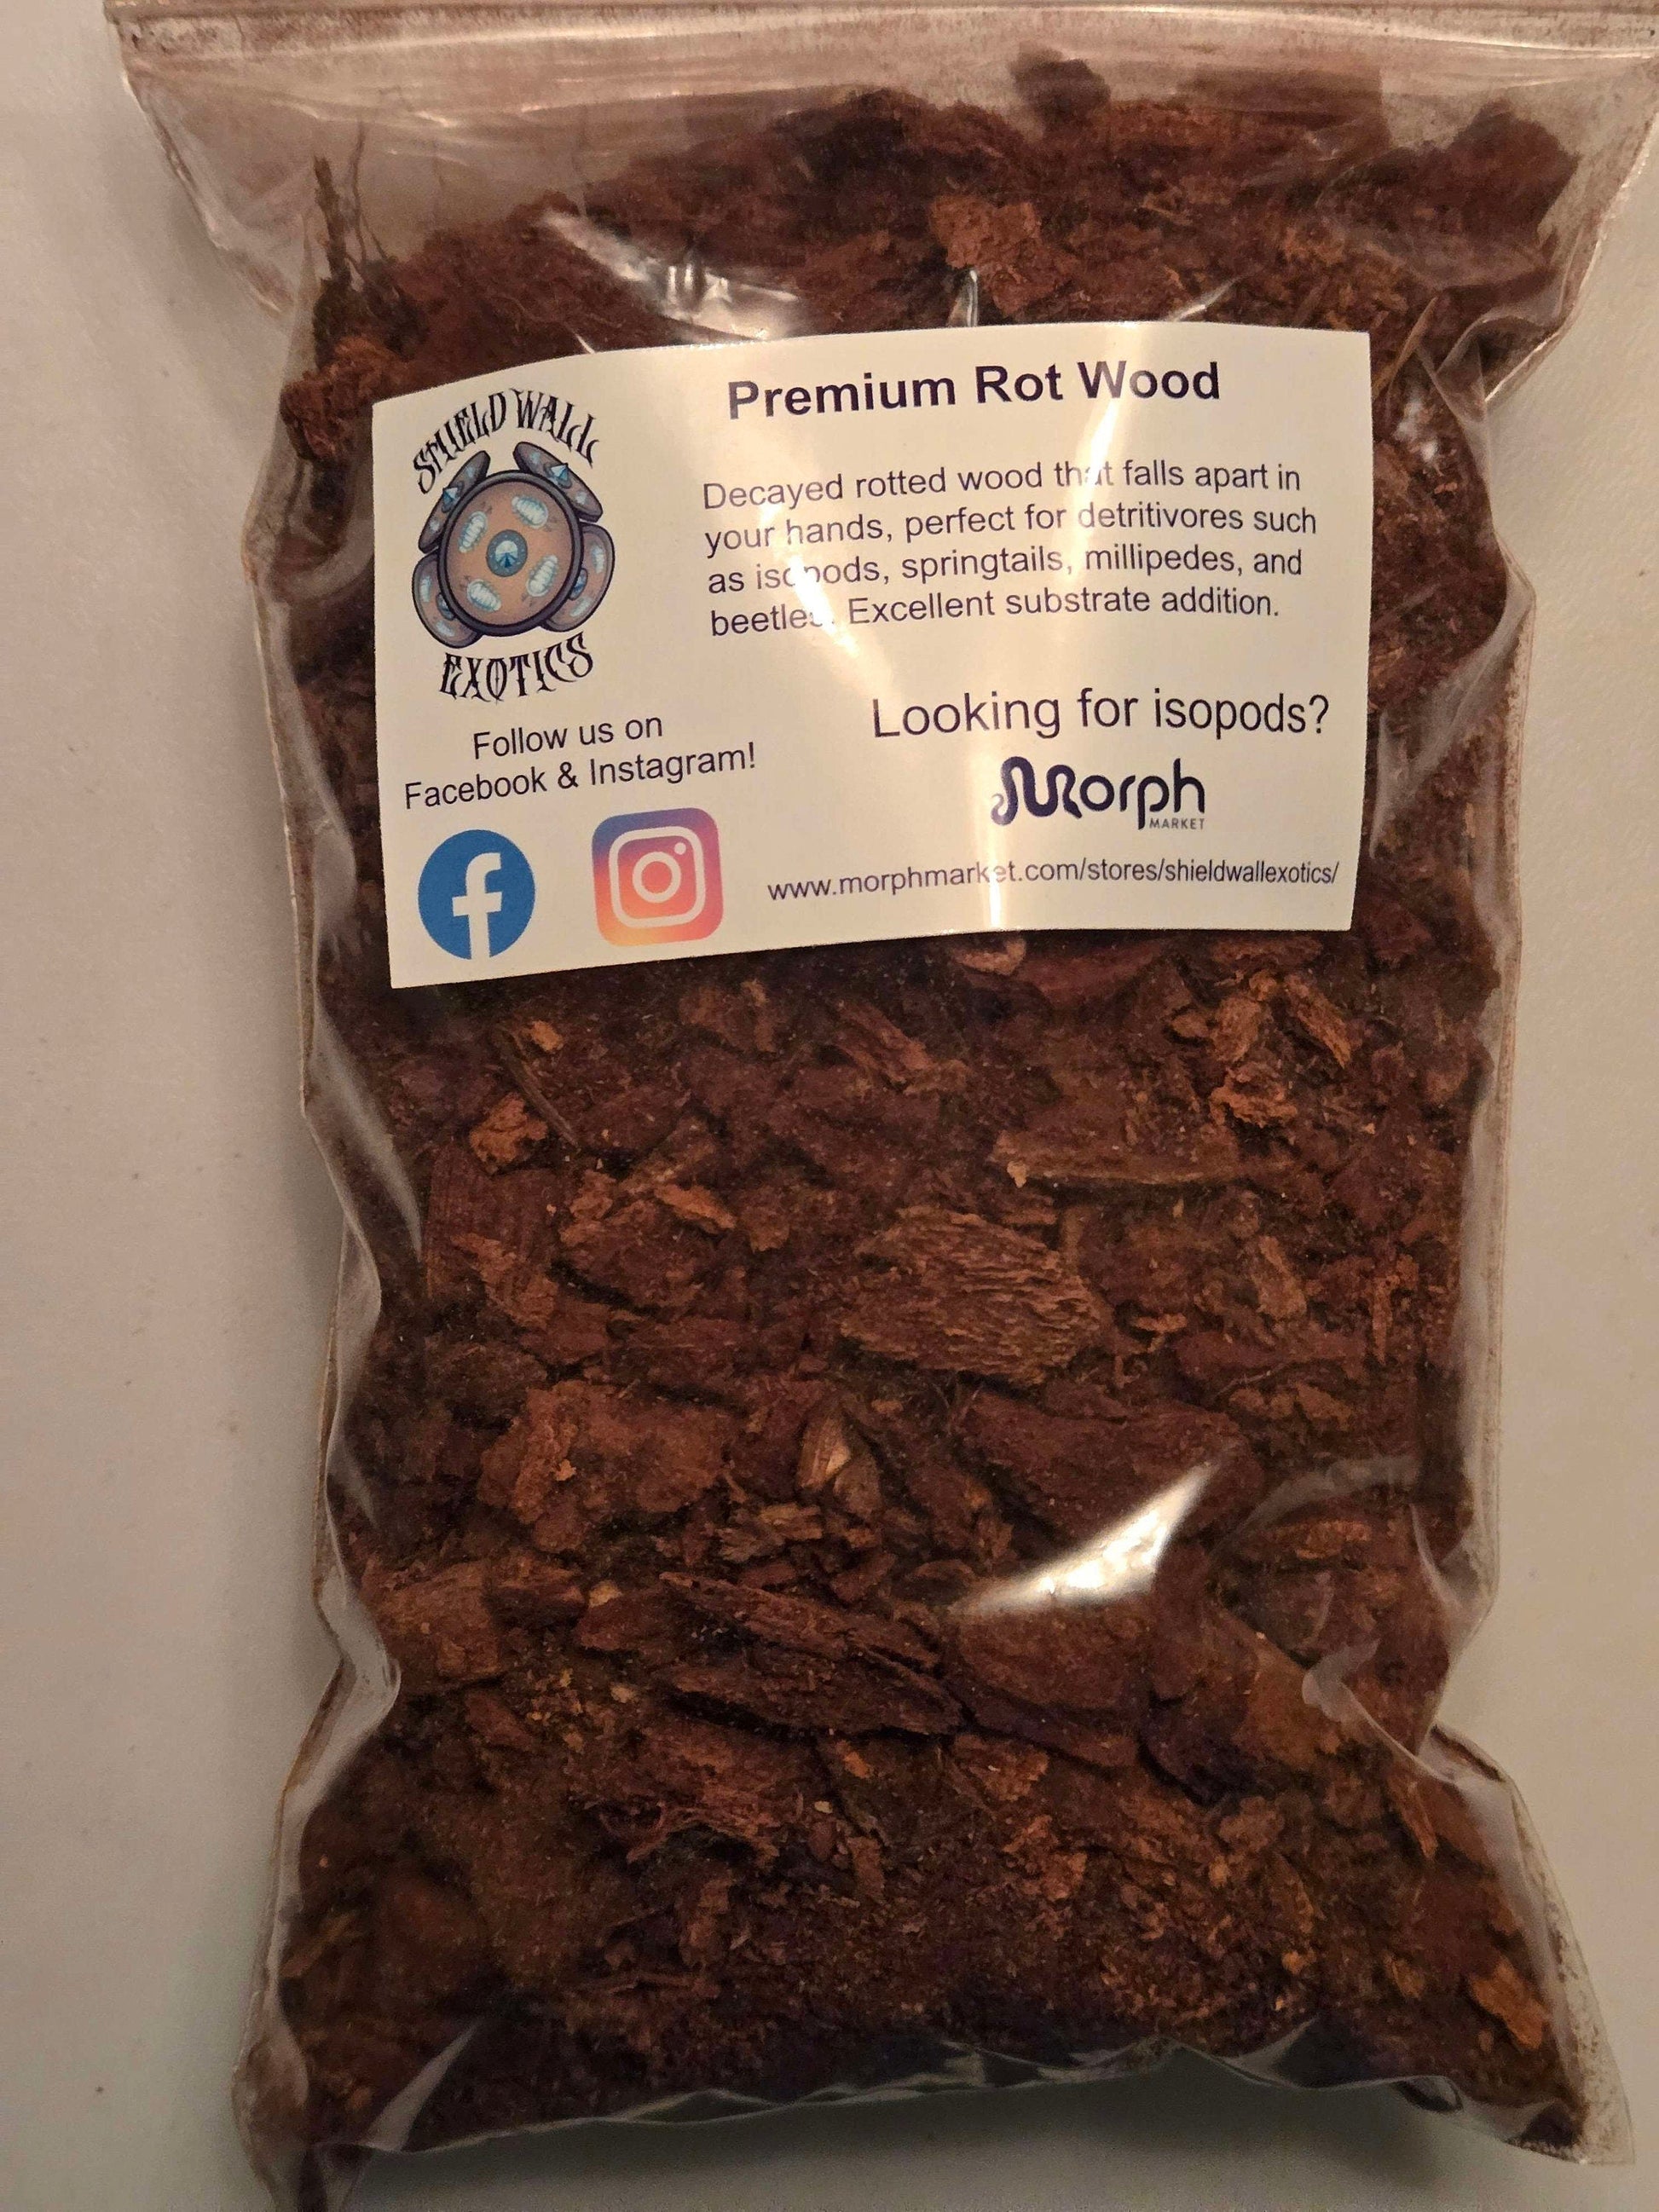 SHIELD WALL
EXOTICS
Premium Rot Wood
Decayed rotted wood that falls apart in
your hands, perfect for detritivores such
as isopods, springtails, millipedes, and
beetles. Excellent substrate addition.
Follow us on
Facebook & Instagram!
Looking for isopods?
Morph
MARKET
www.morphmarket.com/stores/shieldwallexotics/